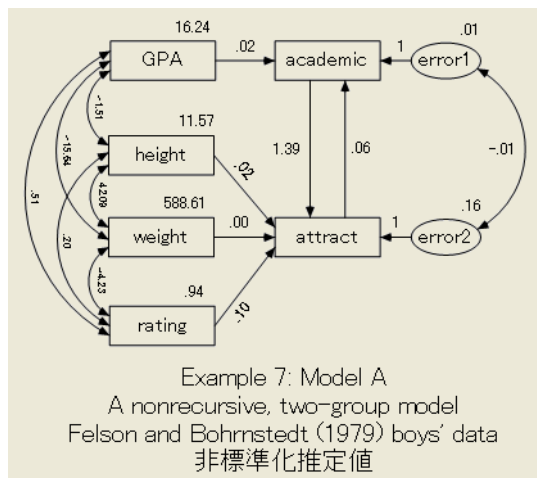 16.24
.01
GPA
.02
academic
1
error1
-1.51
11.57
-15.64
height
1.39
.06
-.01
.51
-.02
42.09
588.61
.16
.20
weight
.00
attract
1
error2
-4.23
.94
.10
rating
Example 7: Model A
A nonrecursive, two-group model
Felson and Bohrnstedt (1979) boys' data
非標準化推定値